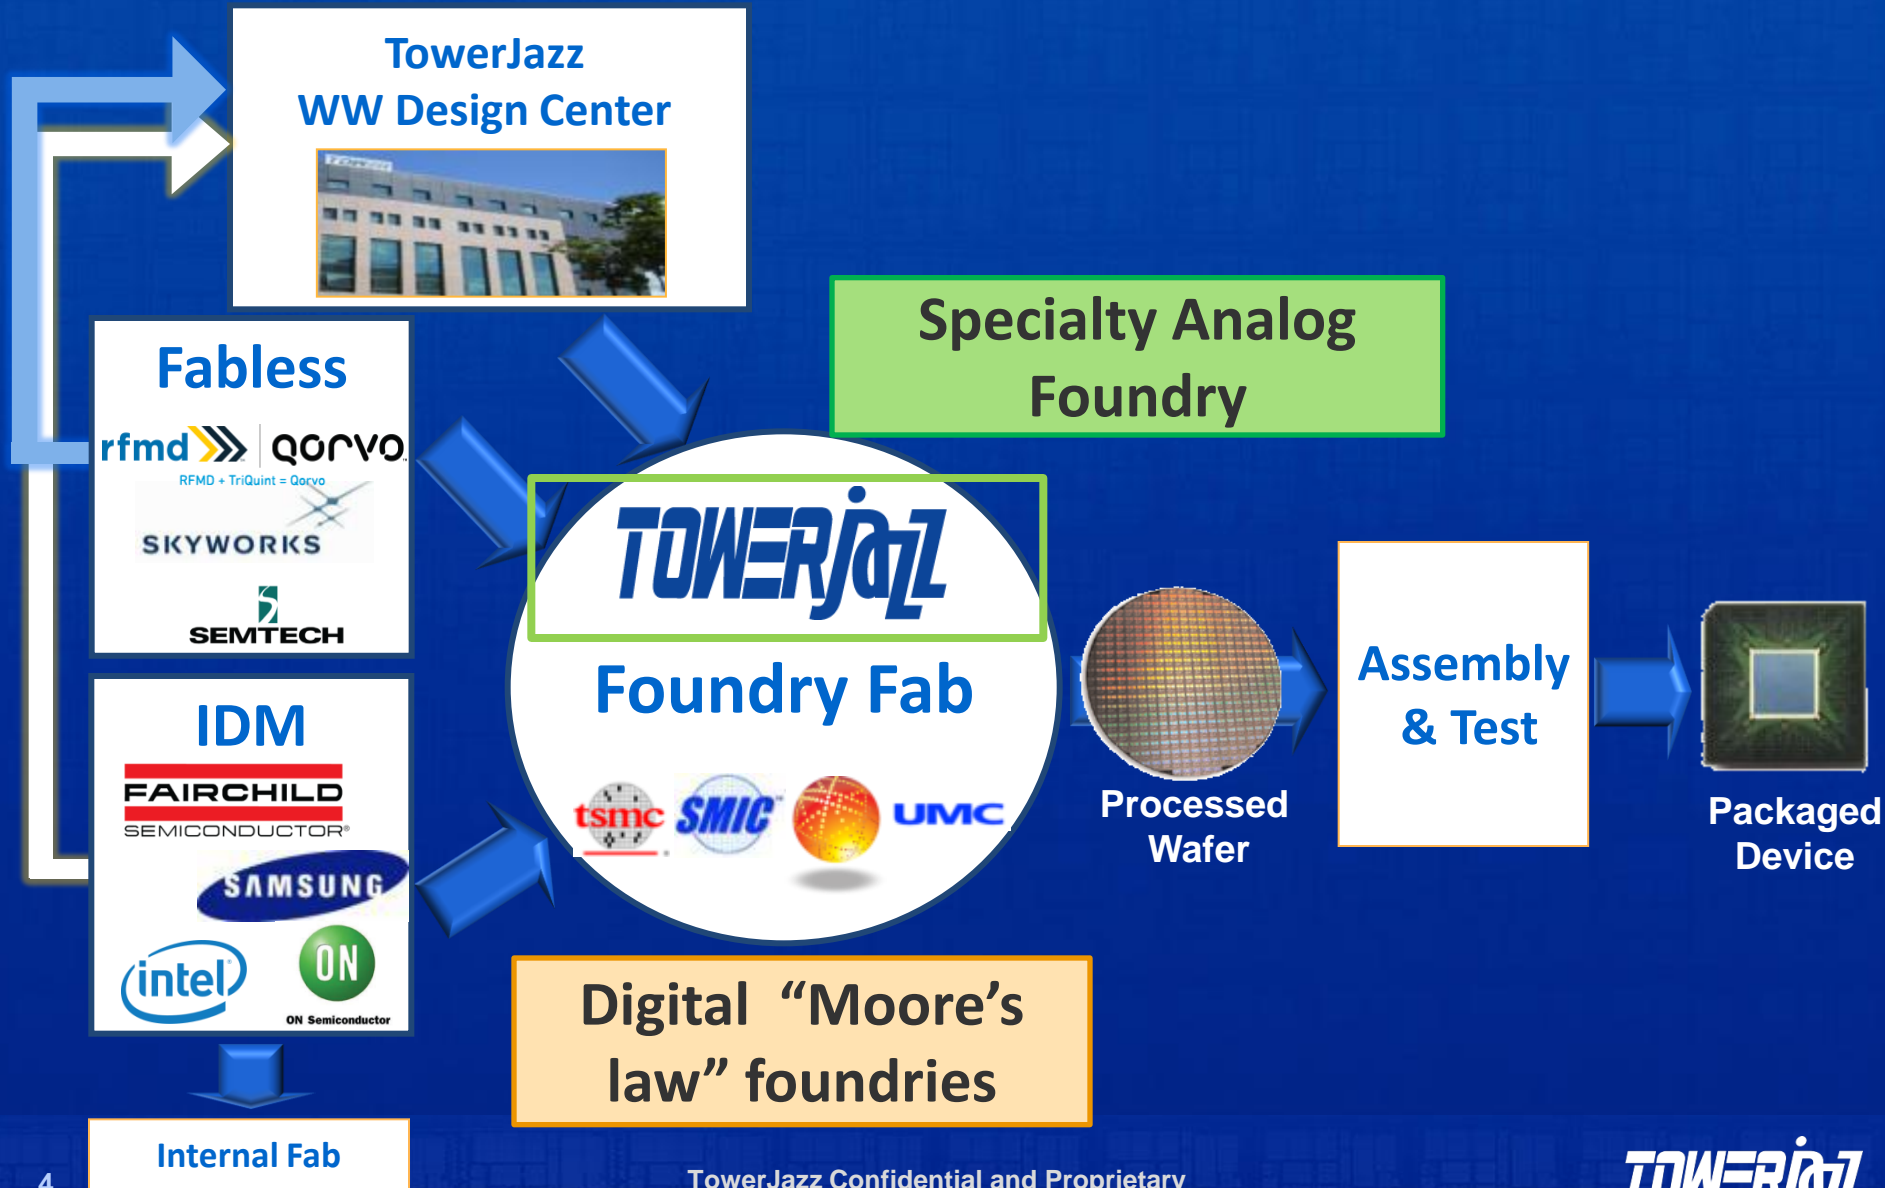 TowerJazz
WW Design Center
Specialty Analog
Foundry
Fabless
rfmd
QORVO
RFMD + TriQuint = Qorvo
SKYWORKS
SEMTECH
TOWERJAZZ
Foundry Fab
tsmc
SMIC
UMC
IDM
FAIRCHILD
SEMICONDUCTOR®
SAMSUNG
intel
ON
ON Semiconductor
Processed
Wafer
Assembly
& Test
Packaged
Device
Digital “Moore’s
law” foundries
Internal Fab
4
TowerJazz Confidential and Proprietary
TOWERJAZZ